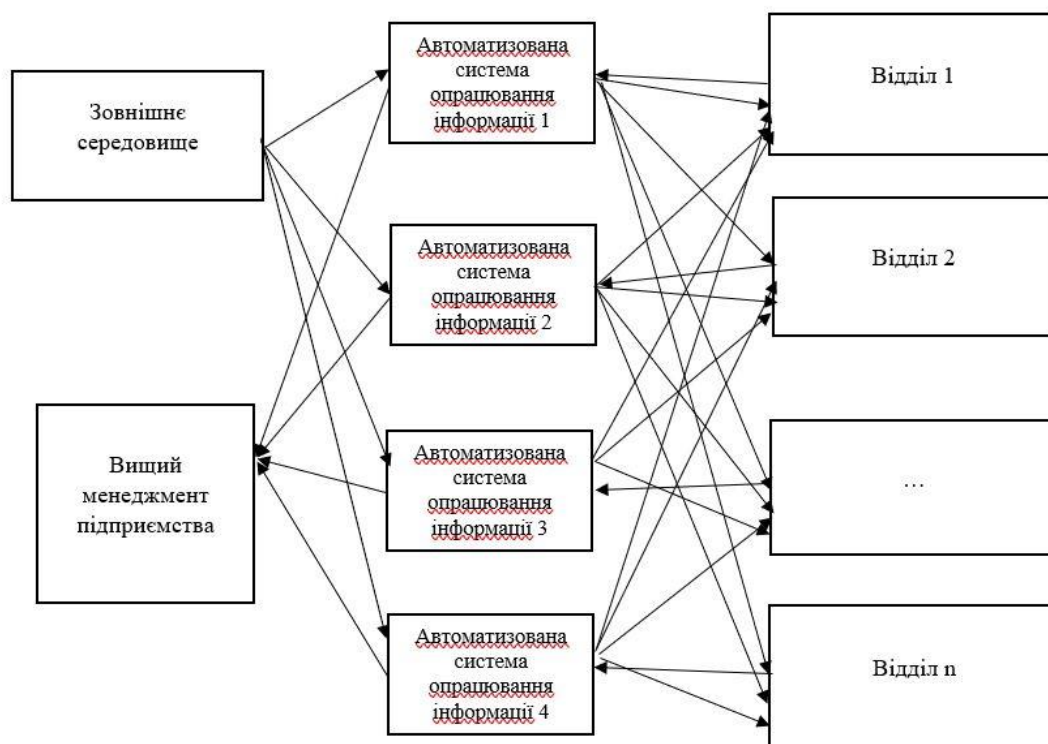 Зовнішнє
середовище
Вищий
менеджмент
підприємства
Автоматизована
система
опрацювання
інформації 1
Автоматизована
система
опрацювання
інформації 2
Автоматизована
система
опрацювання
інформації 3
Автоматизована
система
опрацювання
інформації 4
Відділ 1
Відділ 2
...
Відділ n